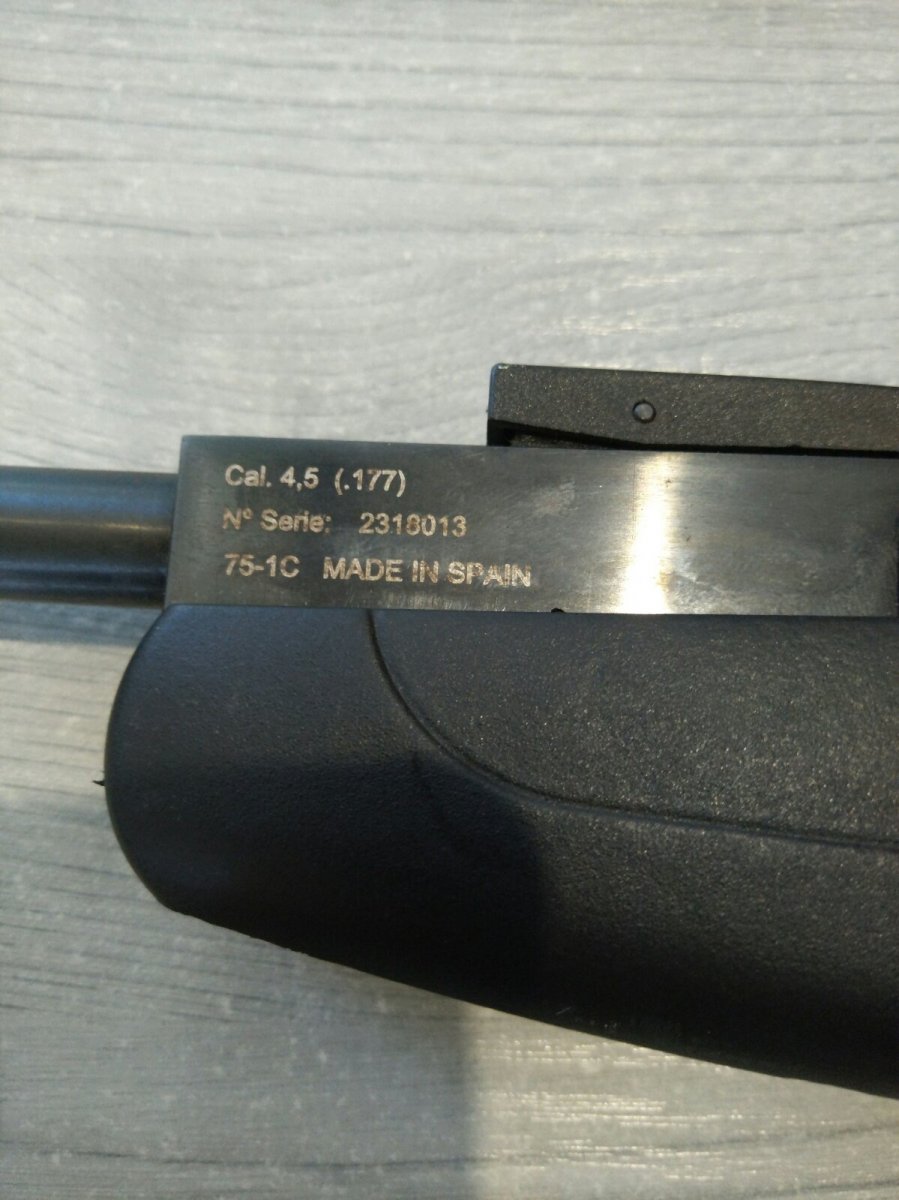 Cal. 4,5 (.177)
Nº Serie: 2318013
75-1C MADE IN SPAIN